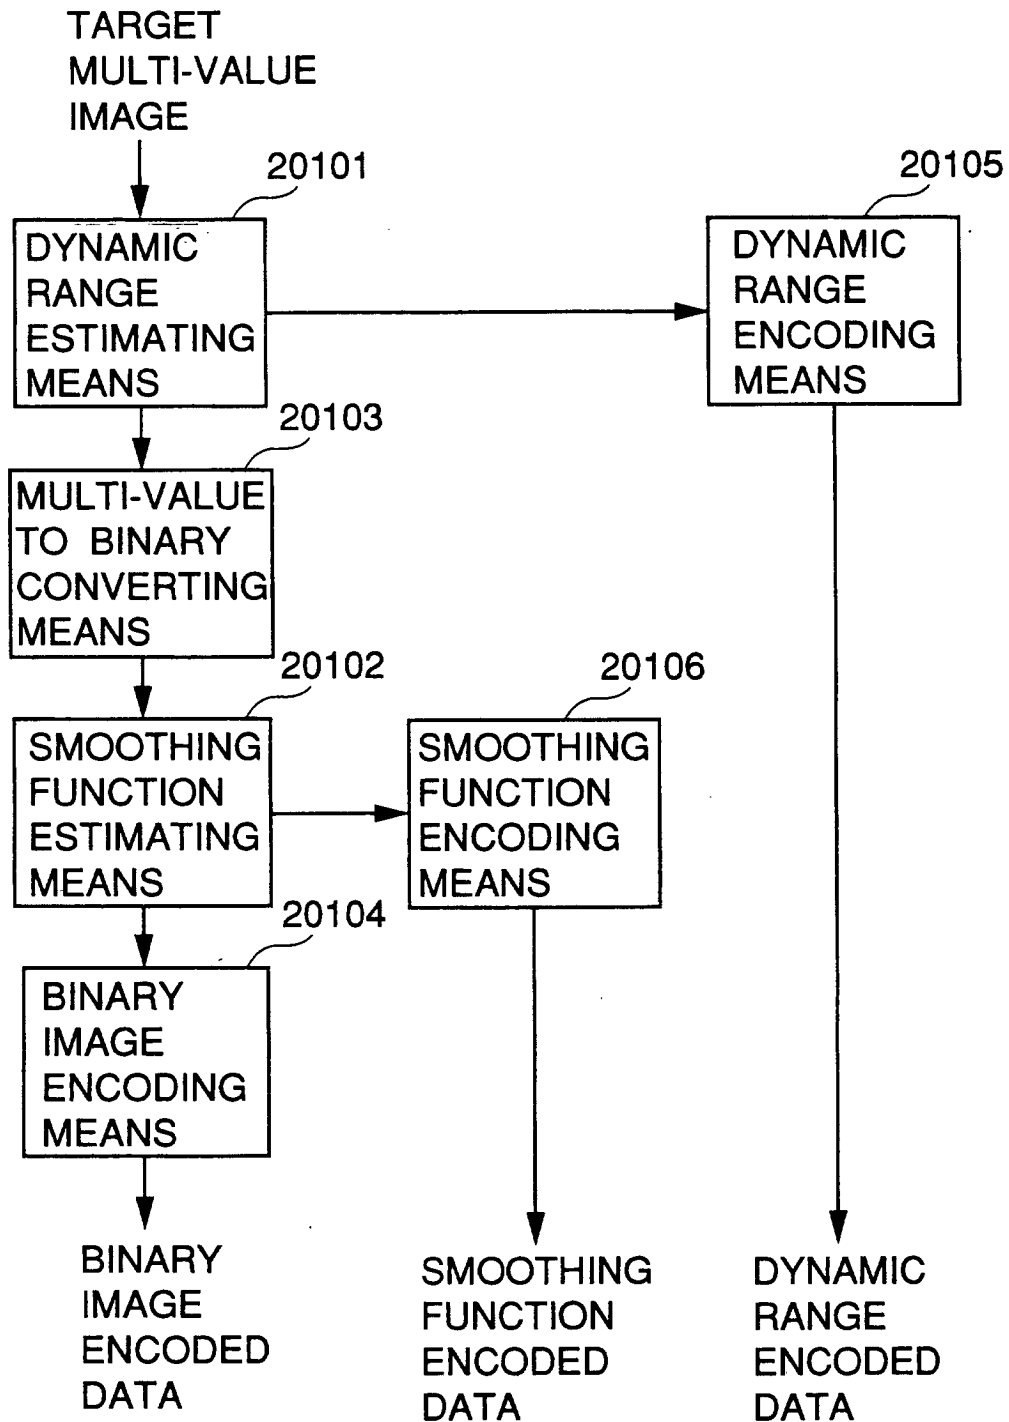 TARGET
MULTI-VALUE
IMAGE
20101
DYNAMIC
RANGE
ESTIMATING
MEANS
20105
DYNAMIC
RANGE
ENCODING
MEANS
20103
MULTI-VALUE
TO BINARY
CONVERTING
MEANS
20102
SMOOTHING
FUNCTION
ESTIMATING
MEANS
20106
SMOOTHING
FUNCTION
ENCODING
MEANS
20104
BINARY
IMAGE
ENCODING
MEANS
BINARY
IMAGE
ENCODED
DATA
SMOOTHING
FUNCTION
ENCODED
DATA
DYNAMIC
RANGE
ENCODED
DATA